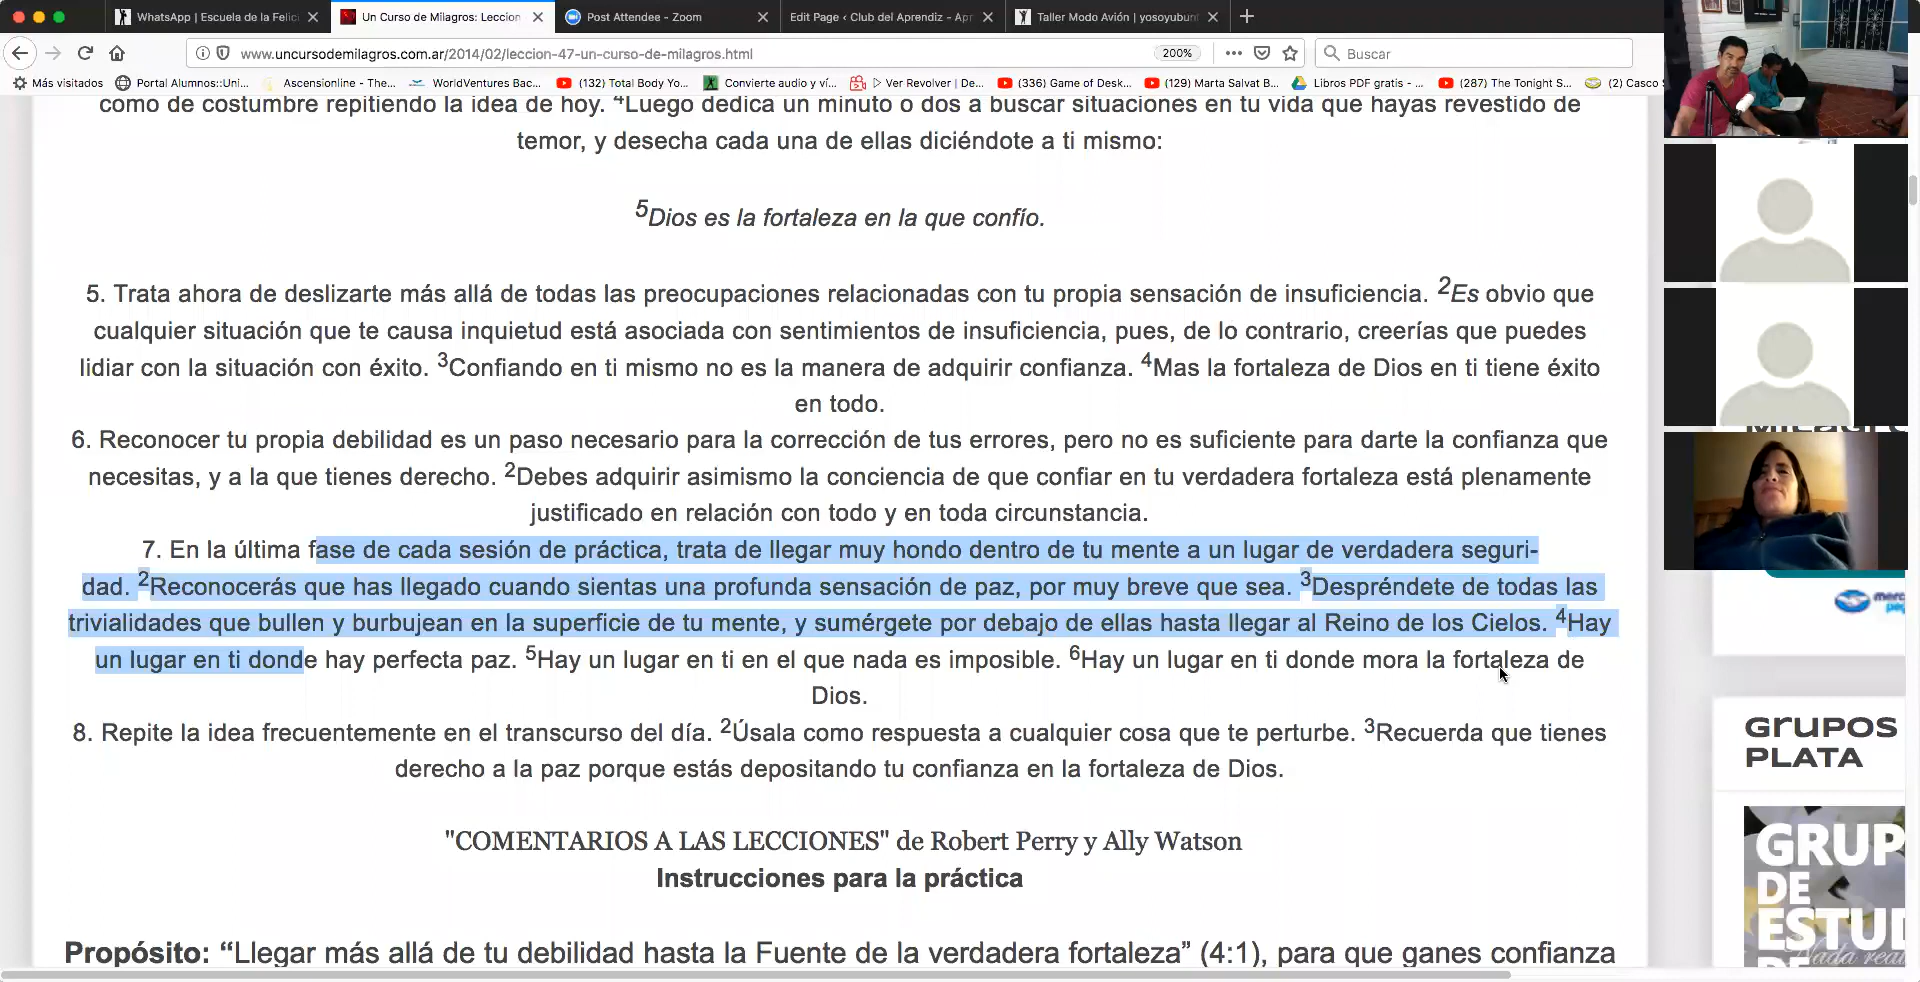 WhatsApp | Escuela de la Felici
Un Curso de Milagros: Leccion
Post Attendee - Zoom
Edit Page ‹ Club del Aprendiz - Apr
Taller Modo Avión | yosoyubunt
www.uncursodemilagros.com.ar/2014/02/leccion-47-un-curso-de-milagros.html
200%
Buscar
Más visitados
Portal Alumnos::Uni...
Ascensionline - The...
WorldVentures Bac...
(132) Total Body Yo...
Convierte audio y ví...
Ver Revolver | De...
(336) Game of Desk...
(129) Marta Salvat B...
Libros PDF gratis - ...
(287) The Tonight S...
(2) Casco S
como de costumbre repitiendo la idea de hoy. 4Luego dedica un minuto o dos a buscar situaciones en tu vida que hayas revestido de
temor, y desecha cada una de ellas diciéndote a ti mismo:
5Dios es la fortaleza en la que confío.
5. Trata ahora de deslizarte más allá de todas las preocupaciones relacionadas con tu propia sensación de insuficiencia. 2Es obvio que
cualquier situación que te causa inquietud está asociada con sentimientos de insuficiencia, pues, de lo contrario, creerías que puedes
lidiar con la situación con éxito. 3Confiando en ti mismo no es la manera de adquirir confianza. 4Mas la fortaleza de Dios en ti tiene éxito
en todo.
6. Reconocer tu propia debilidad es un paso necesario para la corrección de tus errores, pero no es suficiente para darte la confianza que
necesitas, y a la que tienes derecho. 2Debes adquirir asimismo la conciencia de que confiar en tu verdadera fortaleza está plenamente
justificado en relación con todo y en toda circunstancia.
7. En la última fase de cada sesión de práctica, trata de llegar muy hondo dentro de tu mente a un lugar de verdadera seguri-
dad. 2Reconocerás que has llegado cuando sientas una profunda sensación de paz, por muy breve que sea. 3Despréndete de todas las
trivialidades que bullen y burbujean en la superficie de tu mente, y sumérgete por debajo de ellas hasta llegar al Reino de los Cielos. 4Hay
un lugar en ti donde hay perfecta paz. 5Hay un lugar en ti en el que nada es imposible. 6Hay un lugar en ti donde mora la fortaleza de
Dios.
8. Repite la idea frecuentemente en el transcurso del día. 2Úsala como respuesta a cualquier cosa que te perturbe. 3Recuerda que tienes
derecho a la paz porque estás depositando tu confianza en la fortaleza de Dios.
"COMENTARIOS A LAS LECCIONES" de Robert Perry y Ally Watson
Instrucciones para la práctica
Propósito: “Llegar más allá de tu debilidad hasta la Fuente de la verdadera fortaleza” (4:1), para que ganes confianza
GRUPOS
PLATA
GRUP
DE
ESTU
DE
Nada rea